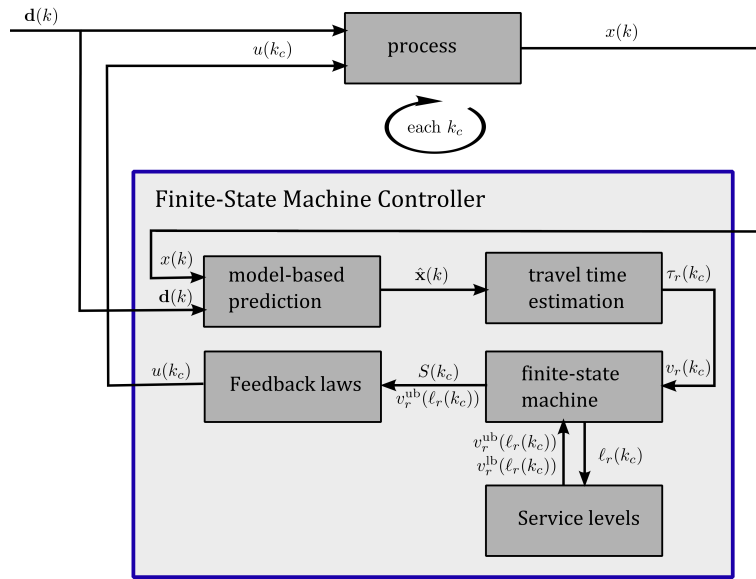 d(k)
x(k)
u(k_c)
process
each k_c
Finite-State Machine Controller
x(k)
model-based
prediction
x̂(k)
travel time
estimation
τ_r(k_c)
d(k)
u(k_c)
Feedback laws
S(k_c)
v_r^ub(ℓ_r(k_c))
finite-state
machine
v_r(k_c)
v_r^ub(ℓ_r(k_c))
v_r^lb(ℓ_r(k_c))
ℓ_r(k_c)
Service levels